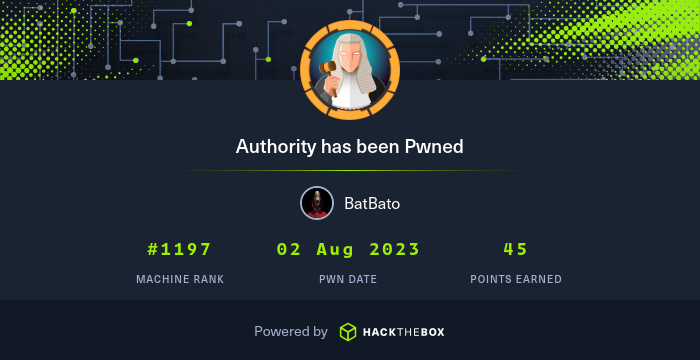 Authority has been Pwned
BatBato
#1197 02 Aug 2023 45
MACHINE RANK PWN DATE POINTS EARNED
Powered by HACKTHEBOX